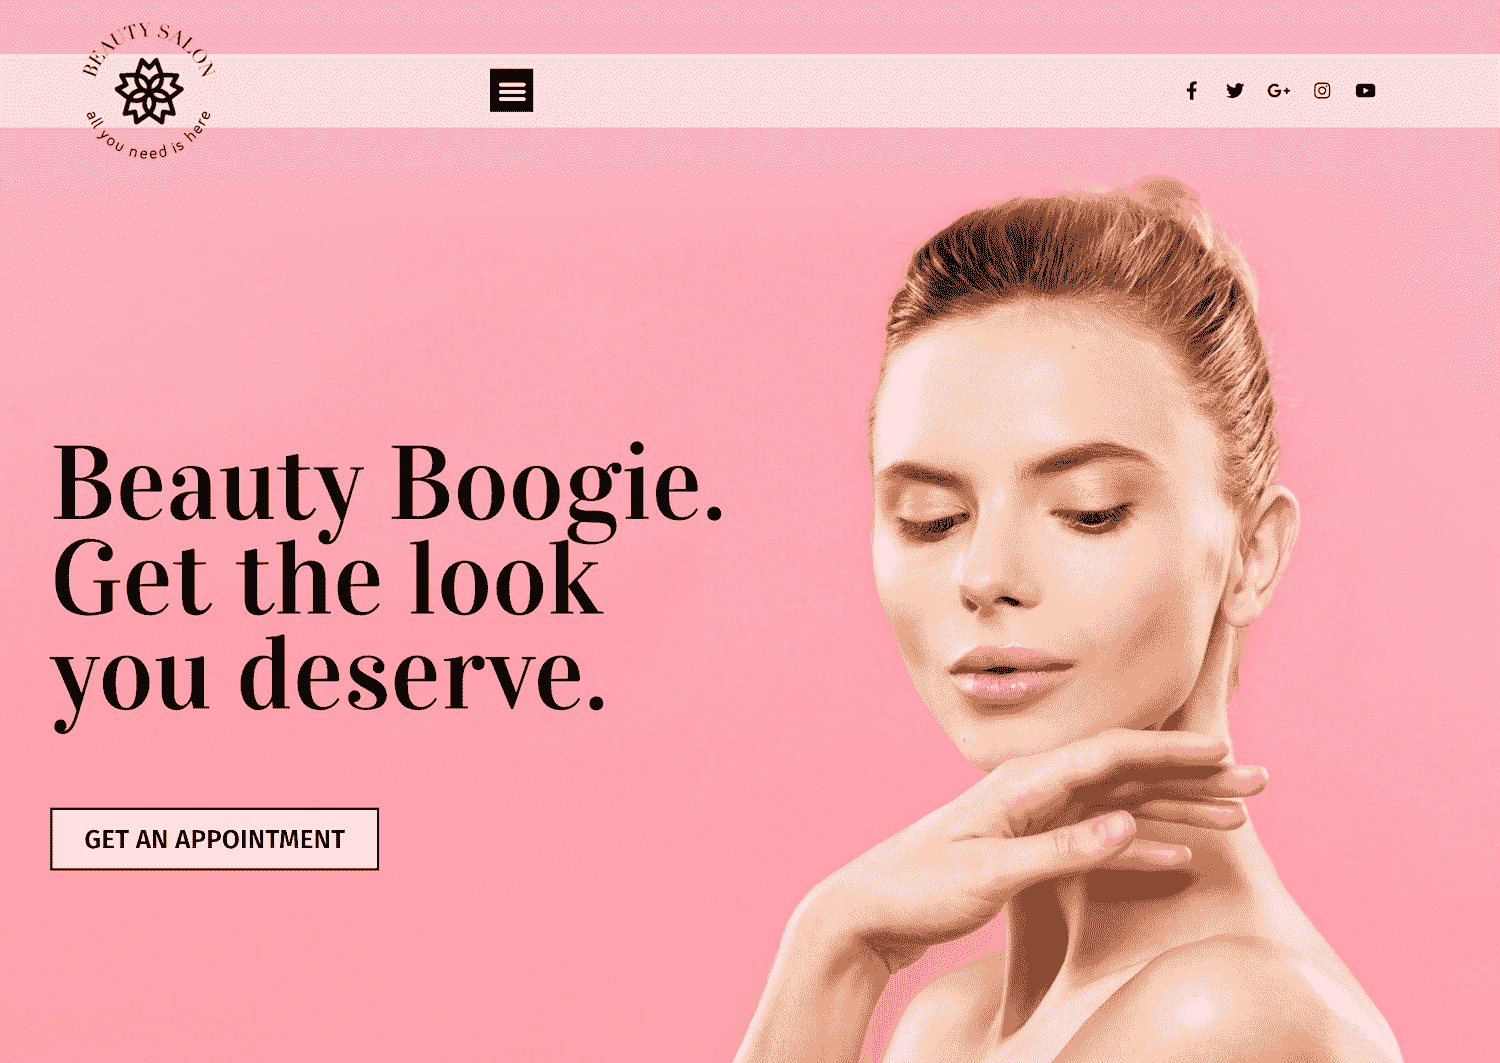 BEAUTY SALON
all you need is here
G+
Beauty Boogie.
Get the look
you deserve.
GET AN APPOINTMENT